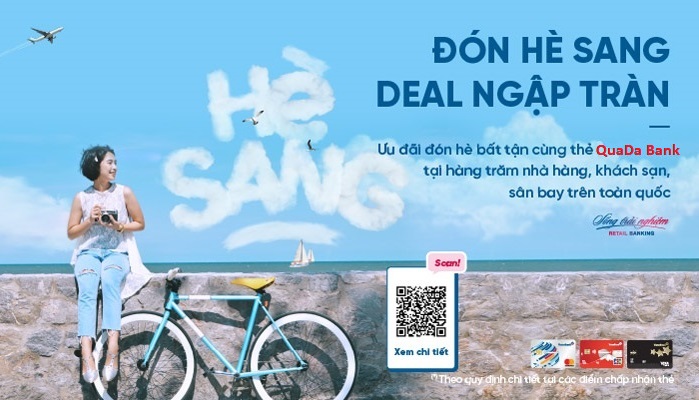 HÈ
SANG
ĐÓN HÈ SANG
DEAL NGẬP TRÀN
Ưu đãi đón hè bất tận cùng thẻ QuaDa Bank
tại hàng trăm nhà hàng, khách sạn,
sân bay trên toàn quốc
Sống trải nghiệm
RETAIL BANKING
Scan!
Xem chi tiết
VISA
(*) Theo quy định chi tiết tại các điểm chấp nhận thẻ